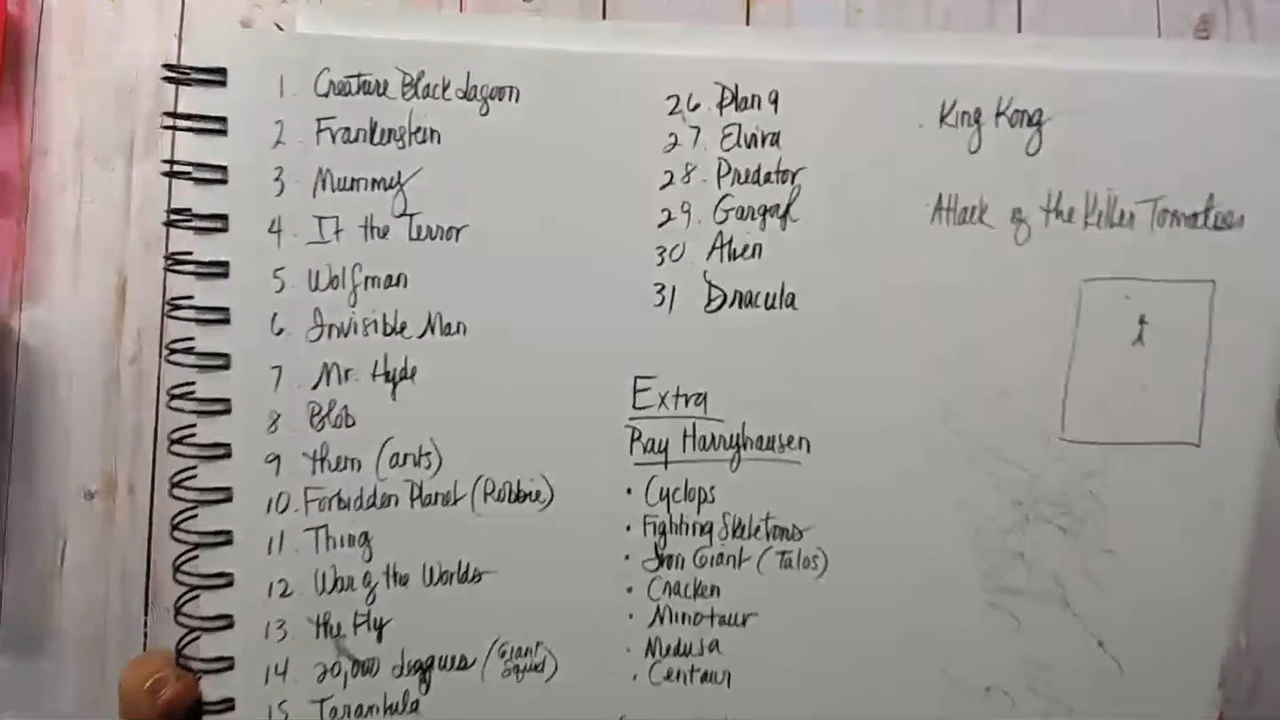 1. Creature Black Lagoon
2. Frankenstein
3 Mummy
4. It the Terror
5. Wolfman
6. Invisible Man
7. Mr. Hyde
8 Blob
9 them (ants)
10. Forbidden Planet (Robbie)
11. Thing
12 War of the Worlds
13. the Fly
14. 20,000 Leagues (Giant Squid)
15 Tarantula
26. Plan 9
27. Elvira
28. Predator
29. Gargoyl
30 Alien
31 Dracula
Extra
Ray Harryhausen
• Cyclops
• Fighting Skeletons
• Iron Giant (Talos)
• Cracken
• Minotaur
• Medusa
• Centaur
King Kong
Attack of the Killer Tomatoes